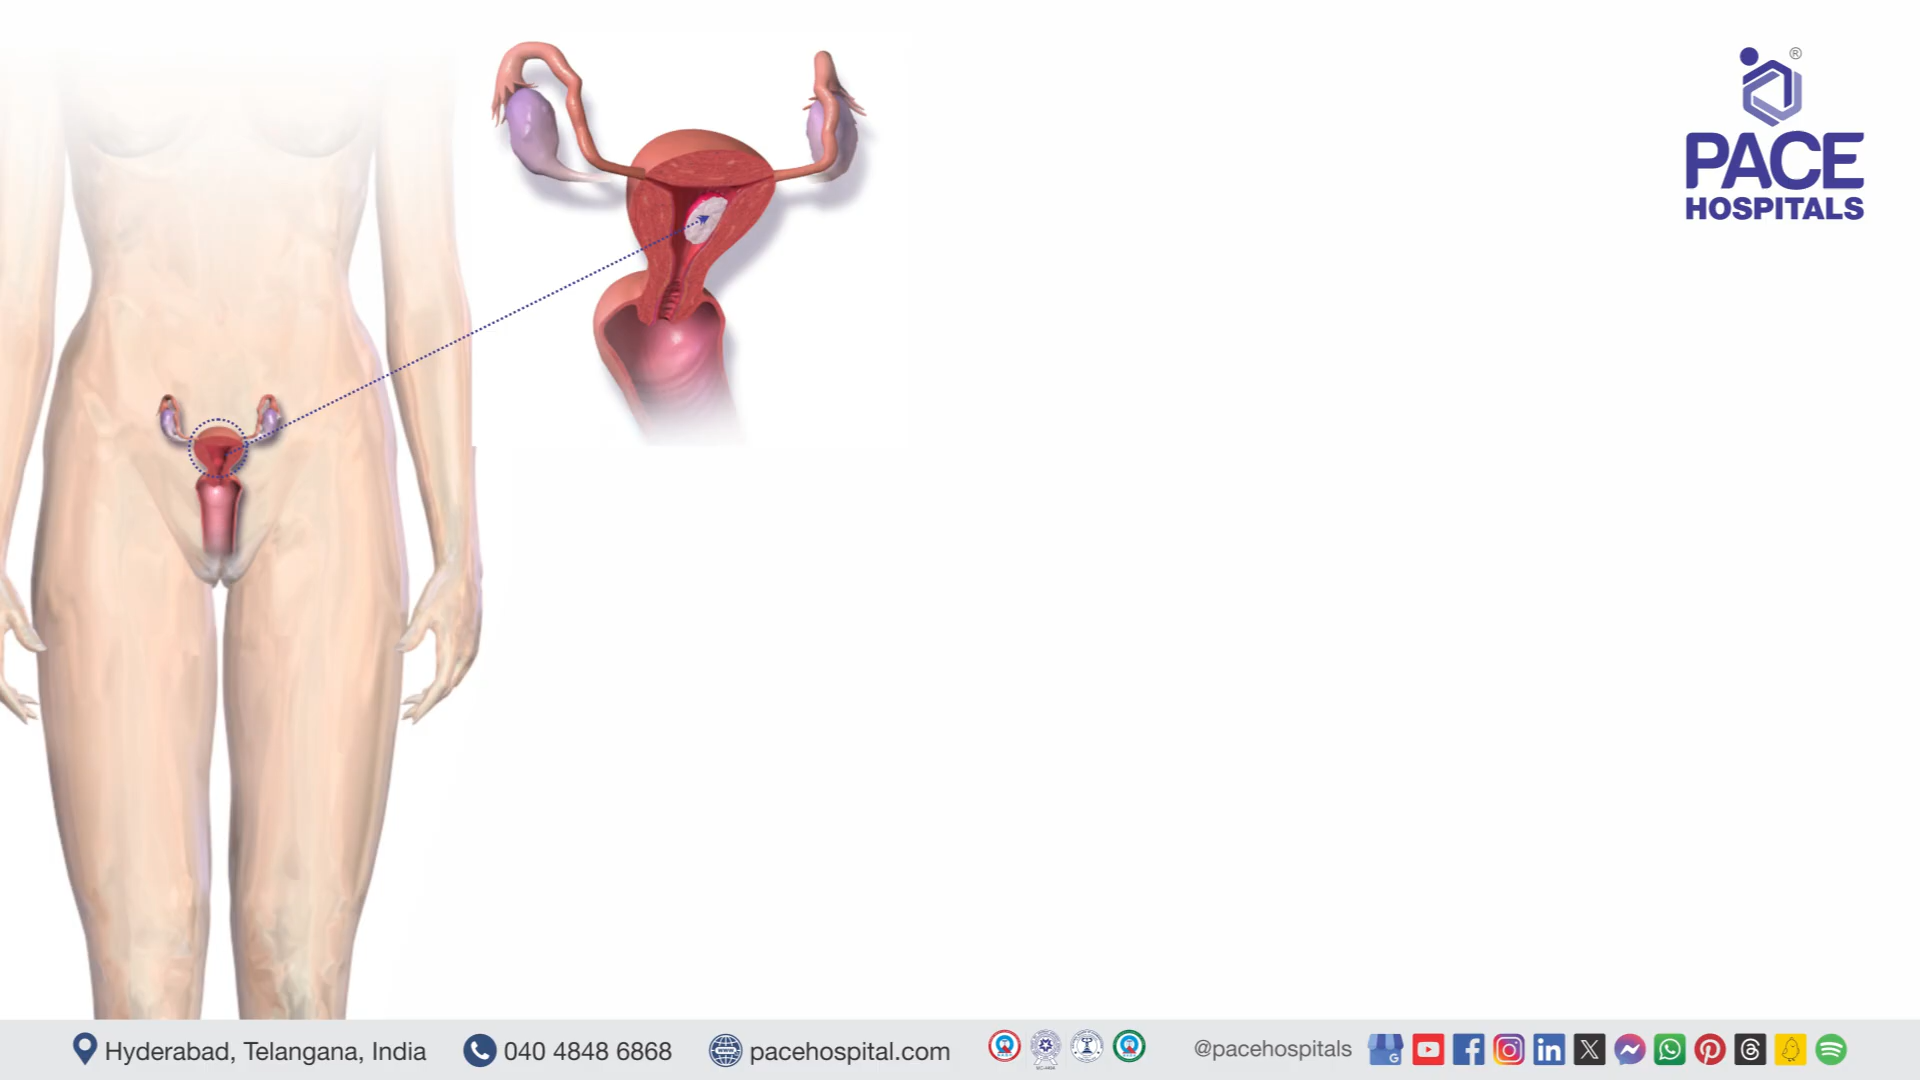 ®
PACE
HOSPITALS
Hyderabad, Telangana, India
040 4848 6868
pacehospital.com
@pacehospitals